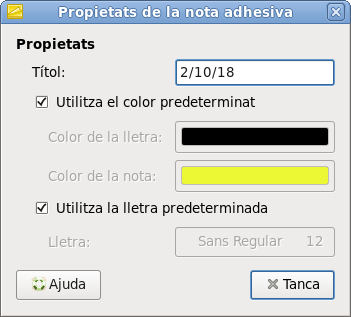 Propietats de la nota adhesiva
Propietats
Títol: 2/10/18
Utilitza el color predeterminat
Color de la lletra:
Color de la nota:
Utilitza la lletra predeterminada
Lletra: Sans Regular 12
Ajuda Tanca